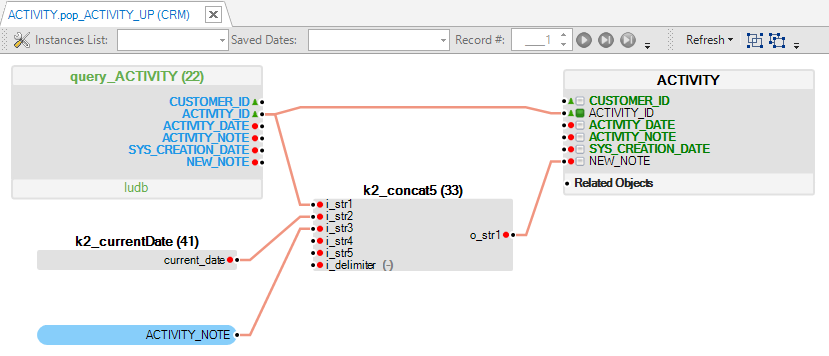 ACTIVITY.pop_ACTIVITY_UP (CRM)
Instances List: Saved Dates: Record #: ___1 Refresh
query_ACTIVITY (22)
CUSTOMER_ID
ACTIVITY_ID
ACTIVITY_DATE
ACTIVITY_NOTE
SYS_CREATION_DATE
NEW_NOTE
ludb
ACTIVITY
CUSTOMER_ID
ACTIVITY_ID
ACTIVITY_DATE
ACTIVITY_NOTE
SYS_CREATION_DATE
NEW_NOTE
Related Objects
k2_concat5 (33)
i_str1
i_str2
i_str3
i_str4
i_str5
i_delimiter (-)
o_str1
k2_currentDate (41)
current_date
ACTIVITY_NOTE